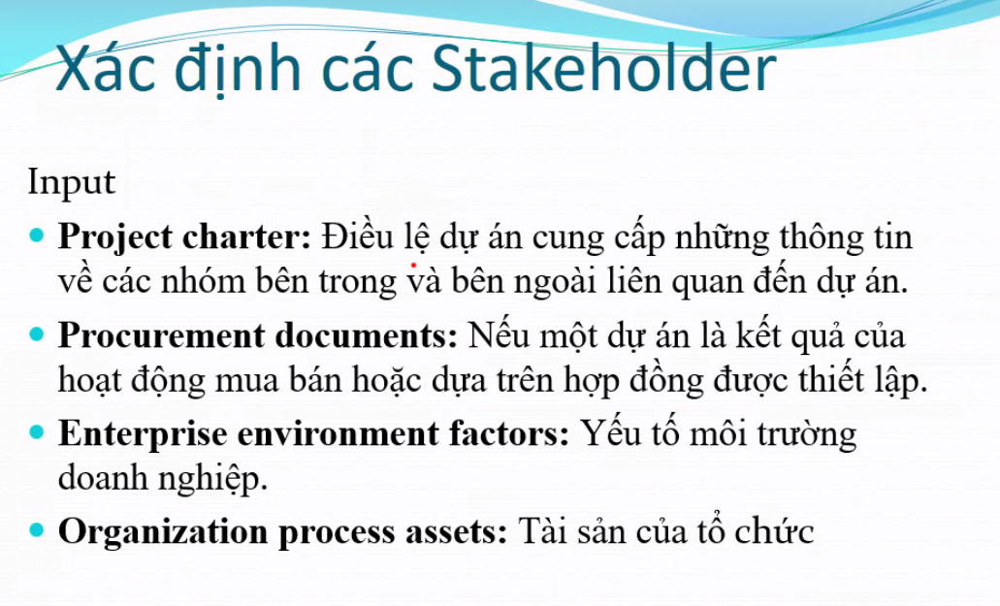 Xác định các Stakeholder
Input
Project charter: Điều lệ dự án cung cấp những thông tin
về các nhóm bên trong và bên ngoài liên quan đến dự án.
Procurement documents: Nếu một dự án là kết quả của
hoạt động mua bán hoặc dựa trên hợp đồng được thiết lập.
Enterprise environment factors: Yếu tố môi trường
doanh nghiệp.
Organization process assets: Tài sản của tổ chức